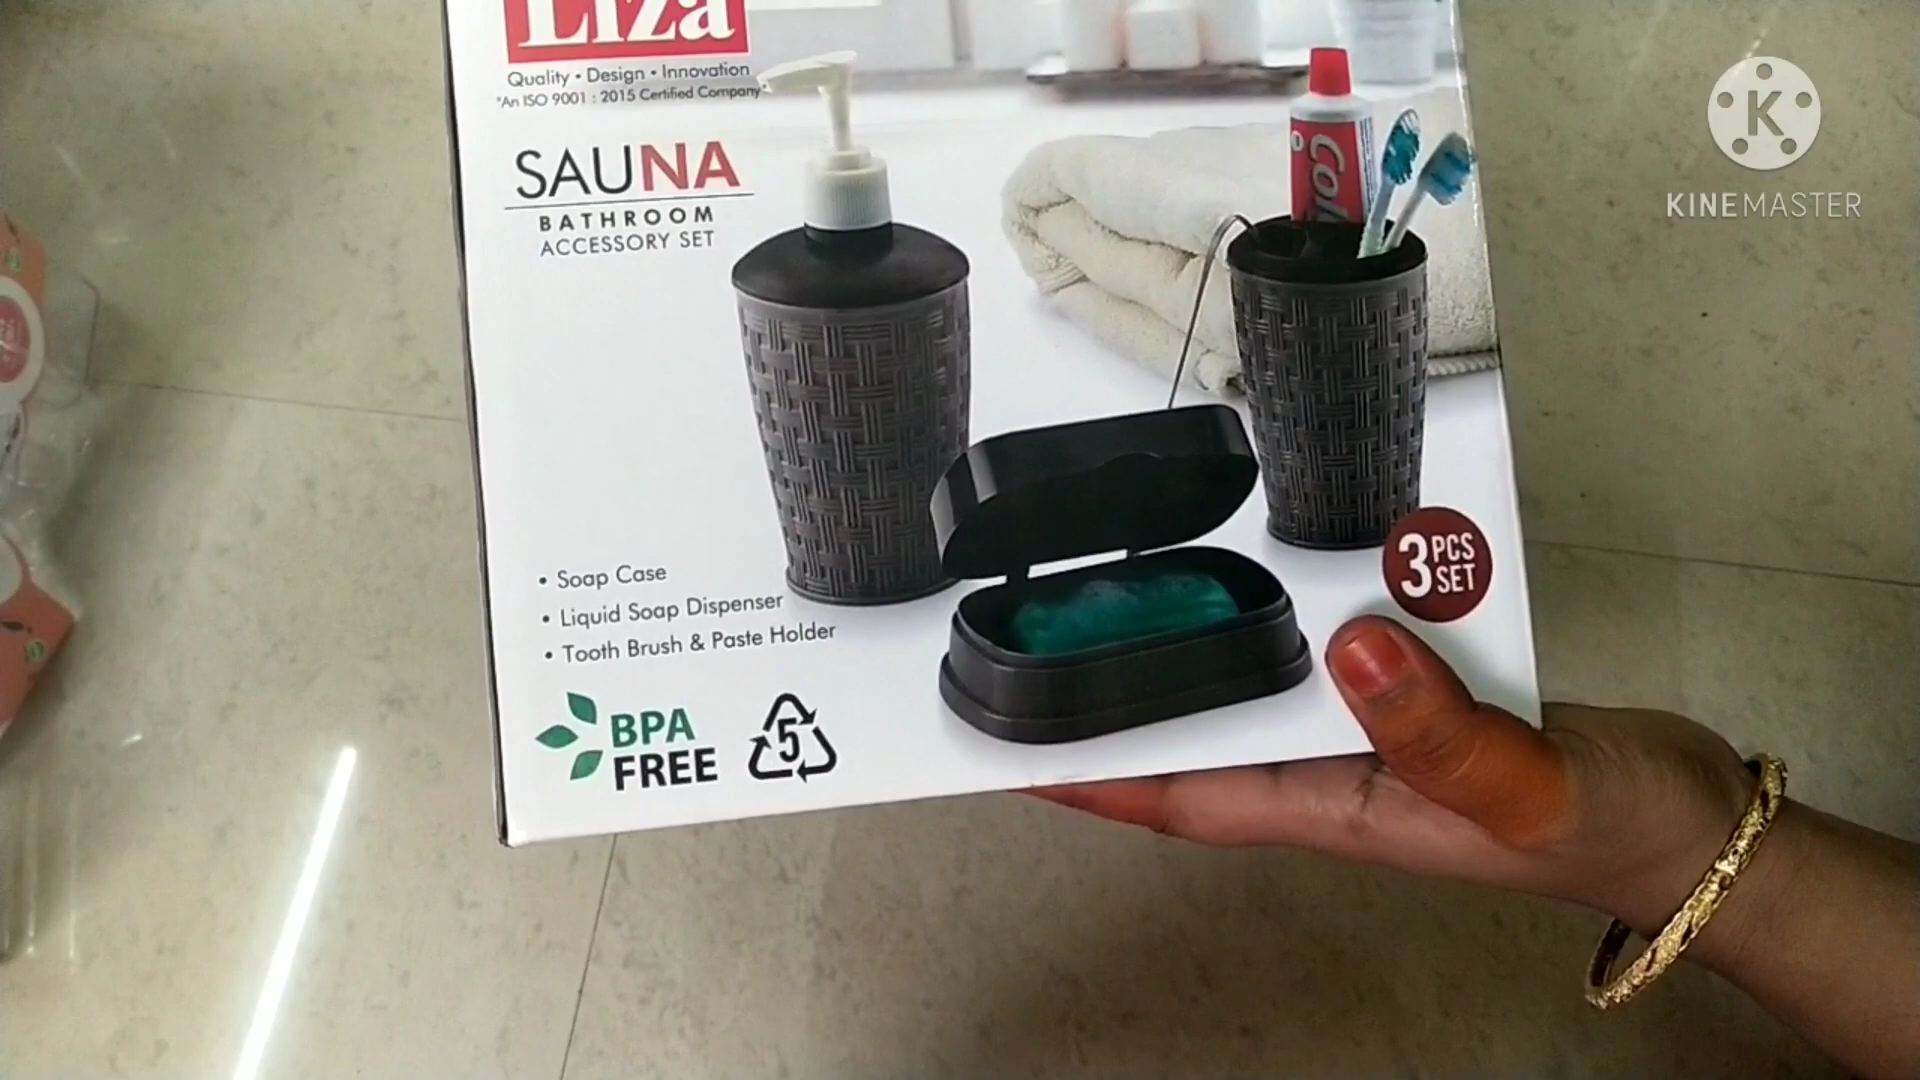 Liza
Quality • Design • Innovation
"An ISO 9001 : 2015 Certified Company"
SAUNA
BATHROOM
ACCESSORY SET
Col
K
KINEMASTER
3 PCS
SET
• Soap Case
• Liquid Soap Dispenser
• Tooth Brush & Paste Holder
BPA
FREE
5